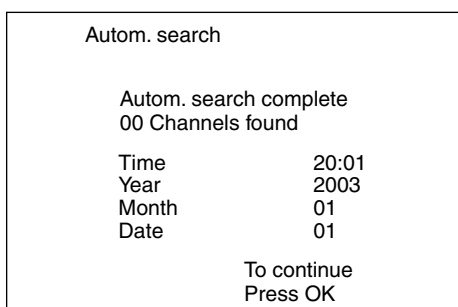 Autom. search
Autom. search complete
00 Channels found
Time 20:01
Year 2003
Month 01
Date 01
To continue
Press OK